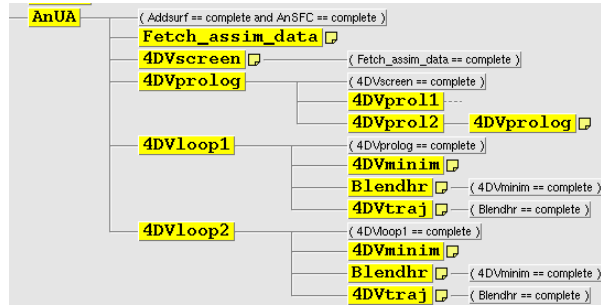 AnUA ( Addsurf == complete and AnSFC == complete )
Fetch_assim_data
4DVscreen ( Fetch_assim_data == complete )
4DVprolog ( 4DVscreen == complete )
4DVprol1
4DVprol2 4DVprolog
4DVloop1 ( 4DVprolog == complete )
4DVminim
Blendhr ( 4DVminim == complete )
4DVtraj ( Blendhr == complete )
4DVloop2 ( 4DVloop1 == complete )
4DVminim
Blendhr ( 4DVminim == complete )
4DVtraj ( Blendhr == complete )